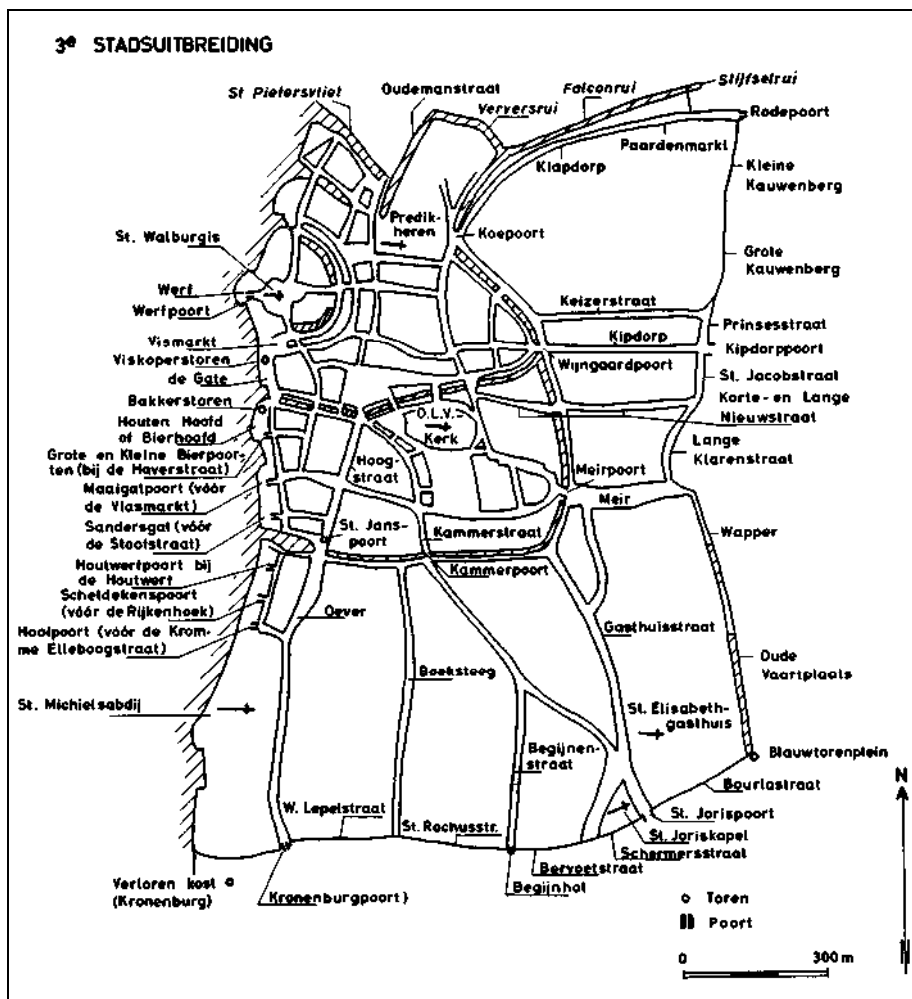 3e STADSUITBREIDING
St Pietersvliet
Oudemanstraat
Verversrui
Falconrui
Stijfselrui
Rodepoort
Paardenmarkt
Klapdorp
Kleine
Kauwenberg
Predik-
heren
Koepoort
St. Walburgis
Grote
Kauwenberg
Werf
Werfpoort
Keizerstraat
Prinsesstraat
Vismarkt
Kipdorp
Kipdorppoort
Viskoperstoren
Wijngaardpoort
de Gate
St. Jacobstraat
Bakkerstoren
Korte- en Lange
Nieuwstraat
O.L.V.
Kerk
Houten Hoofd
of Bierhoofd
Grote en Kleine Bierpoor-
ten (bij de Haverstraat)
Hoog-
straat
Lange
Klarenstraat
Meirpoort
Maaigatpoort (vóór
de Vlasmarkt)
Meir
Sandersgat (vóór
de Stoofstraat)
St. Jans-
poort
Kammerstraat
Wapper
Houtwerfpoort bij
de Houtwerf
Kammerpoort
Scheldekenspoort
(vóór de Rijkenhoek)
Oever
Gasthuisstraat
Hooipoort (vóór de Krom-
me Elleboogstraat)
Boeksteeg
Oude
Vaartplaats
St. Michielsabdij
St. Elisabeth-
gasthuis
Begijnen-
straat
Blauwtorenplein
Bourlastraat
N
W. Lepelstraat
St. Rochusstr.
St. Jorispoort
St. Joriskapel
Schermersstraat
Bervoetstraat
Begijnhof
Verloren kost
(Kronenburg)
Kronenburgpoort)
Toren
Poort
0 300 m